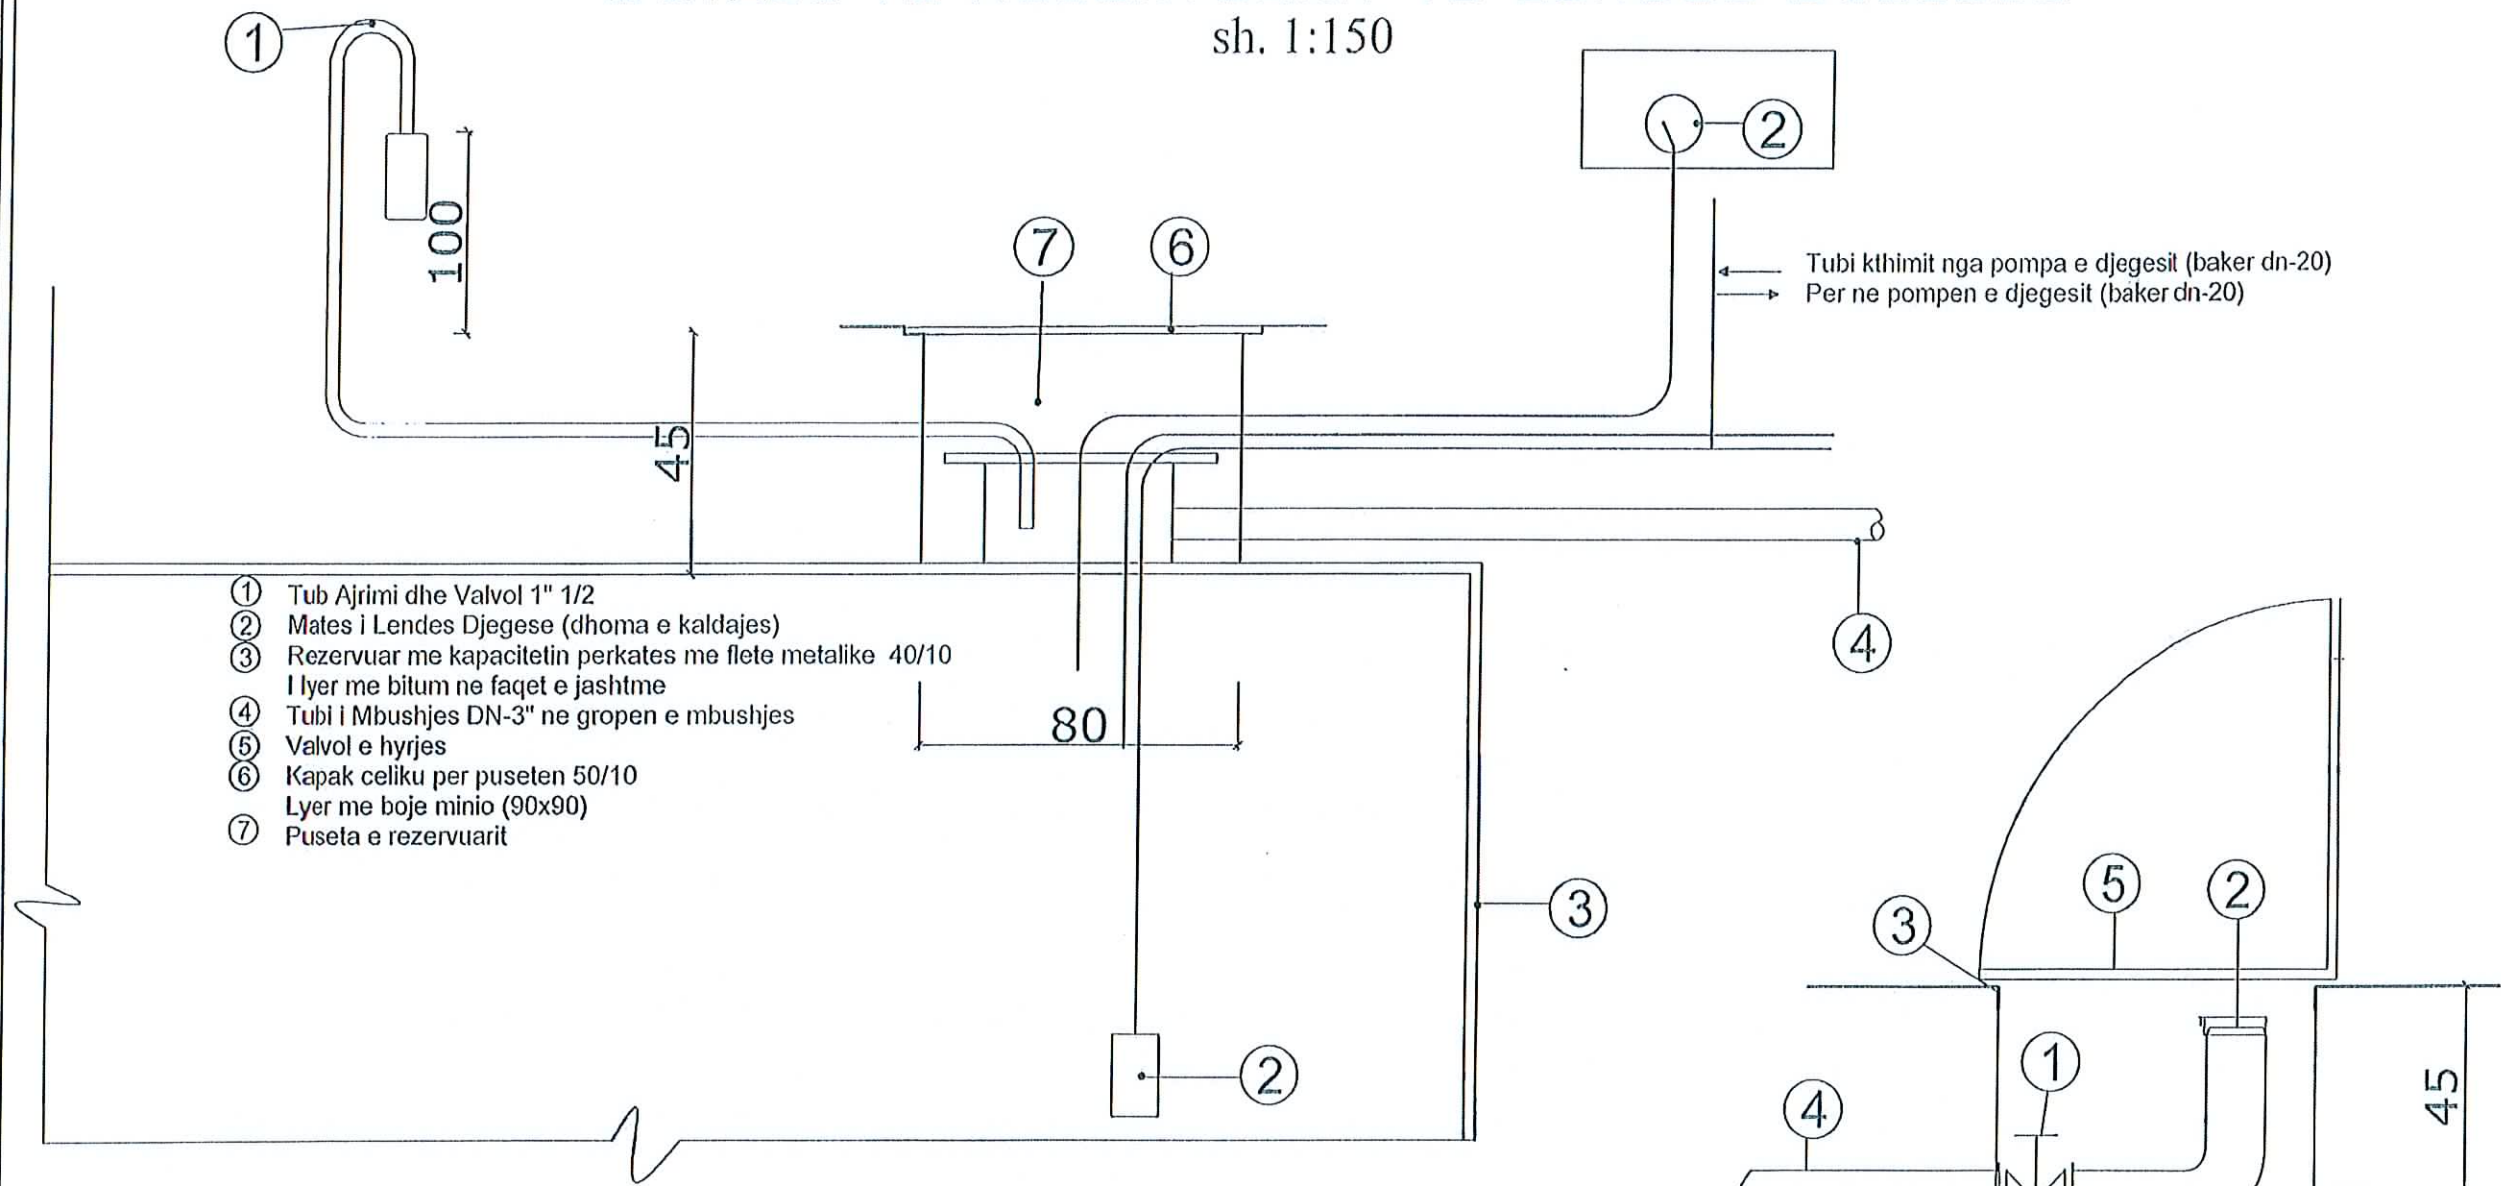 sh. 1:150
1
2
100
7
6
Tubi kthimit nga pompa e djegesit (baker dn-20)
Per ne pompen e djegesit (baker dn-20)
45
4
1 Tub Ajrimi dhe Valvol 1" 1/2
2 Mates i Lendes Djegese (dhoma e kaldajes)
3 Rezervuar me kapacitetin perkates me flete metalike 40/10
I lyer me bitum ne faqet e jashtme
4 Tubi i Mbushjes DN-3" ne gropen e mbushjes
5 Valvol e hyrjes
6 Kapak celiku per puseten 50/10
Lyer me boje minio (90x90)
7 Puseta e rezervuarit
80
3
5
2
3
2
1
4
45